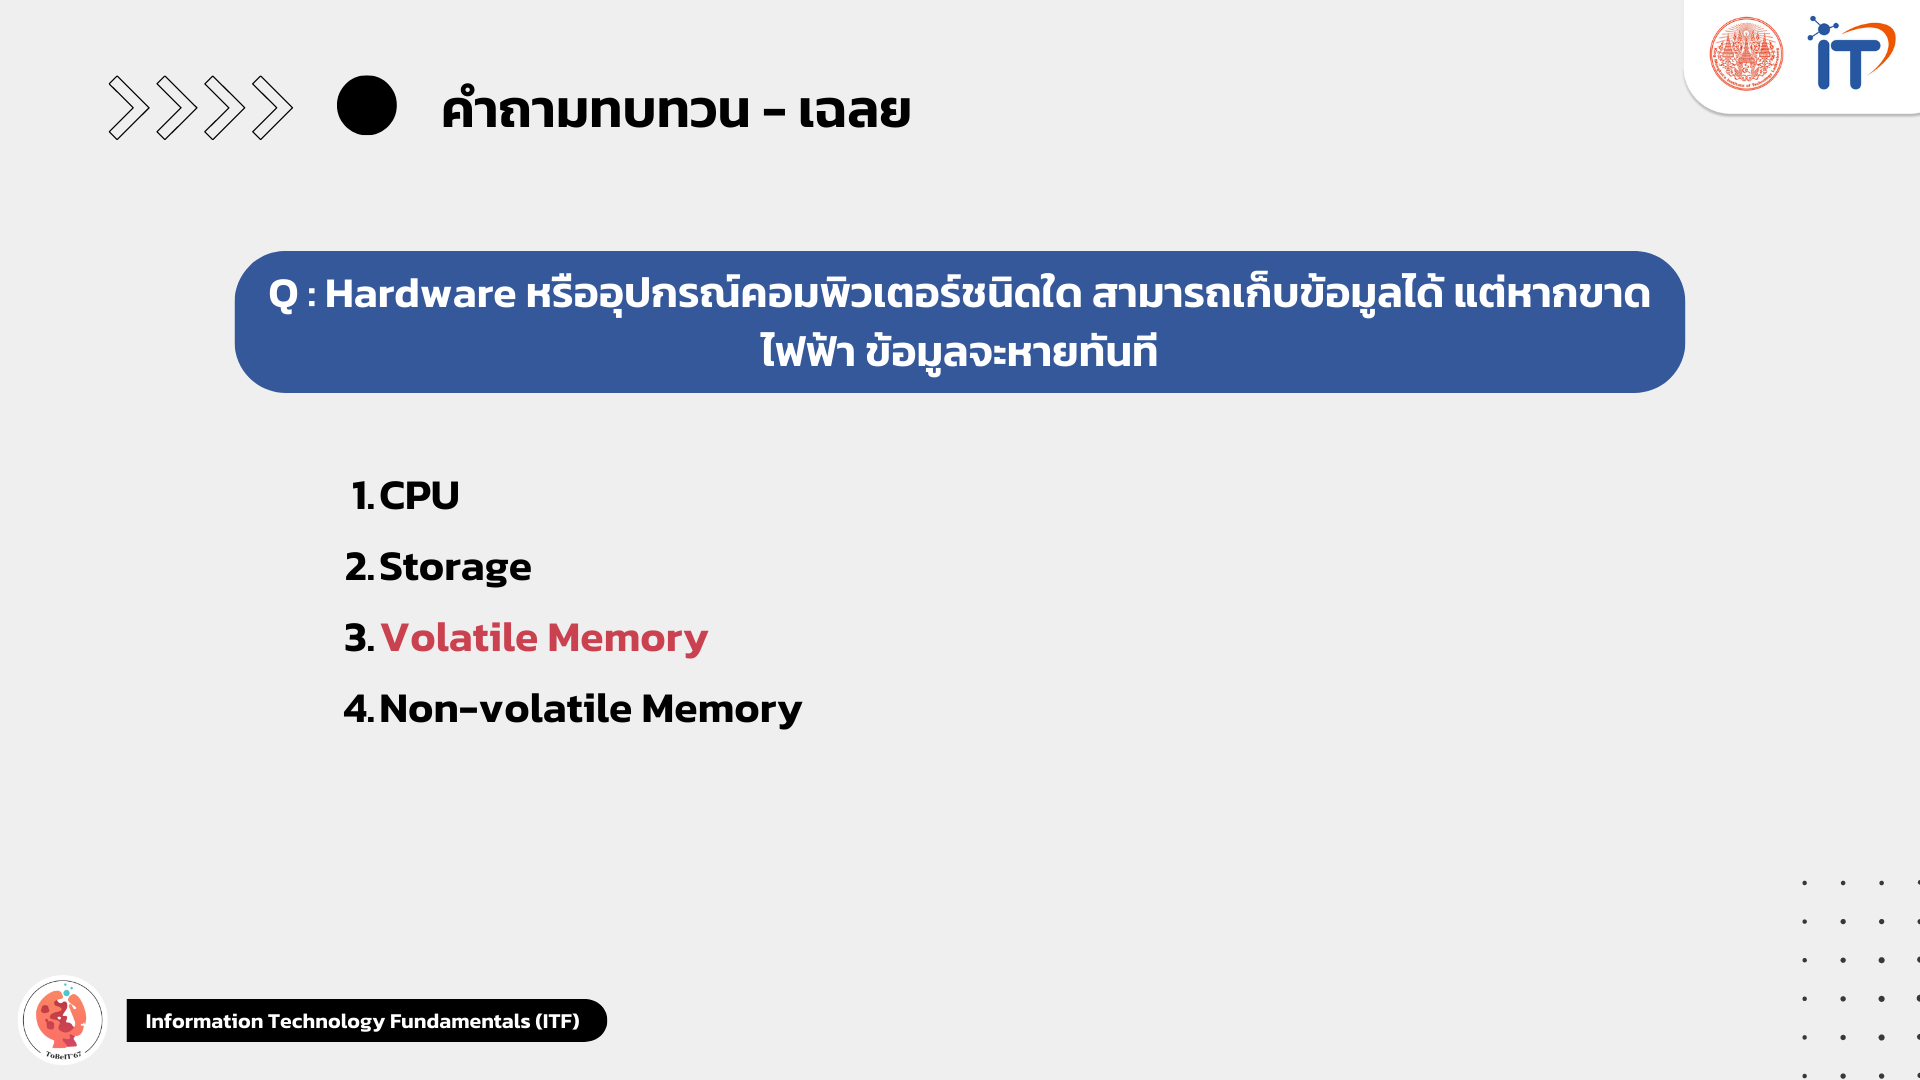 คำถามทบทวน - เฉลย
Q : Hardware หรืออุปกรณ์คอมพิวเตอร์ชนิดใด สามารถเก็บข้อมูลได้ แต่หากขาด
ไฟฟ้า ข้อมูลจะหายทันที
1. CPU
2. Storage
3. Volatile Memory
4. Non-volatile Memory
iT
ToBeIT'67
Information Technology Fundamentals (ITF)